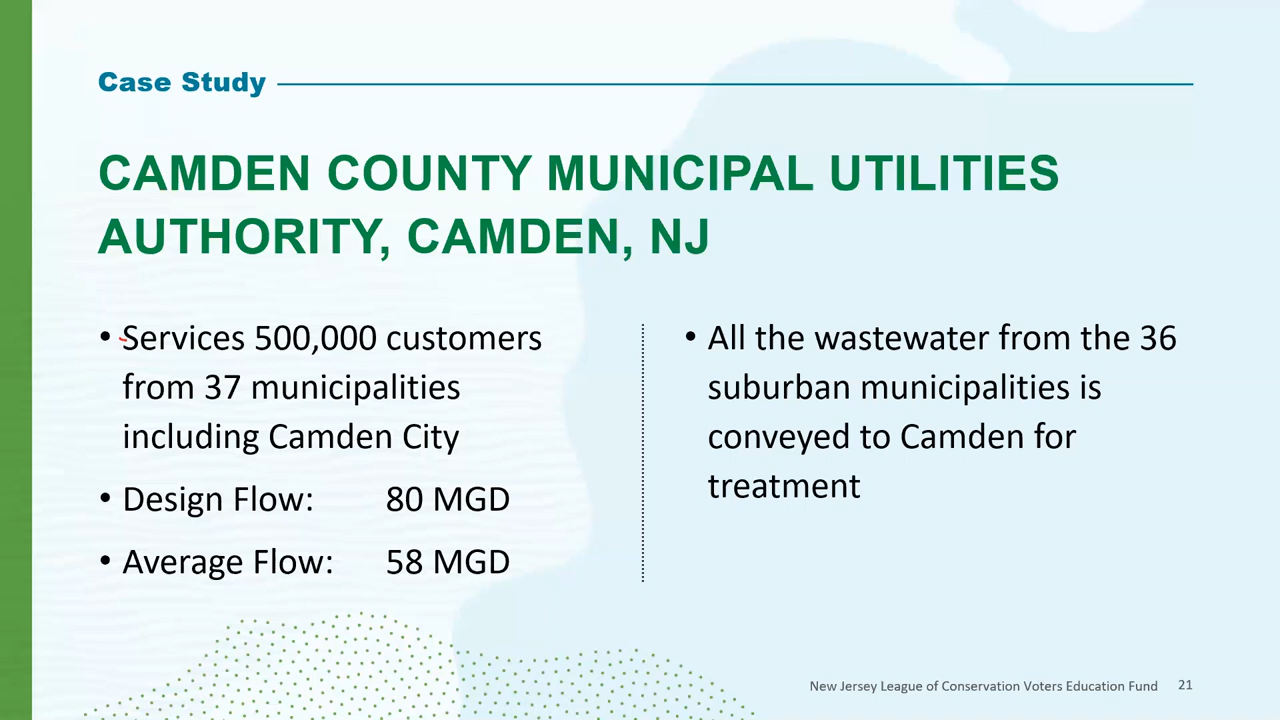 Case Study
CAMDEN COUNTY MUNICIPAL UTILITIES
AUTHORITY, CAMDEN, NJ
• Services 500,000 customers
from 37 municipalities
including Camden City
• Design Flow: 80 MGD
• Average Flow: 58 MGD
• All the wastewater from the 36
suburban municipalities is
conveyed to Camden for
treatment
New Jersey League of Conservation Voters Education Fund 21